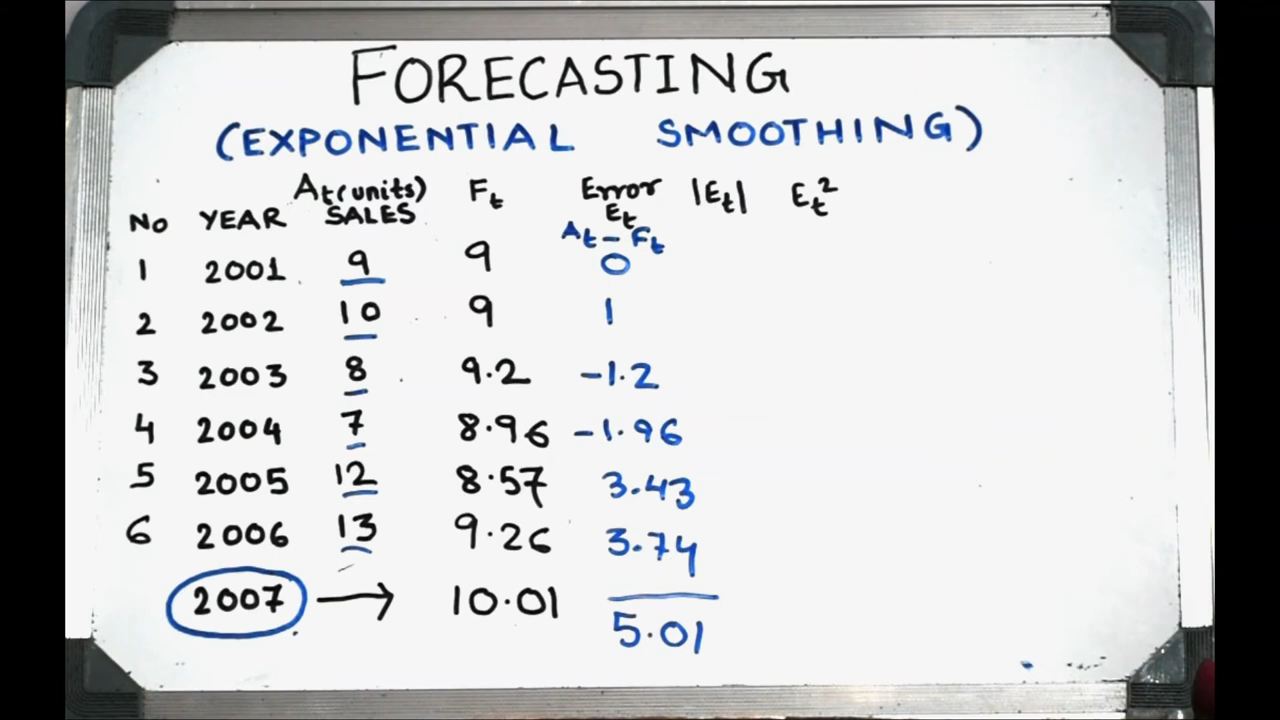 FORECASTING
(EXPONENTIAL SMOOTHING)
No YEAR At(units) SALES Ft Error Et |Et| Et²
At - Ft
1 2001 9 9 0
2 2002 10 9 1
3 2003 8 9.2 -1.2
4 2004 7 8.96 -1.96
5 2005 12 8.57 3.43
6 2006 13 9.26 3.74
2007 → 10.01 5.01